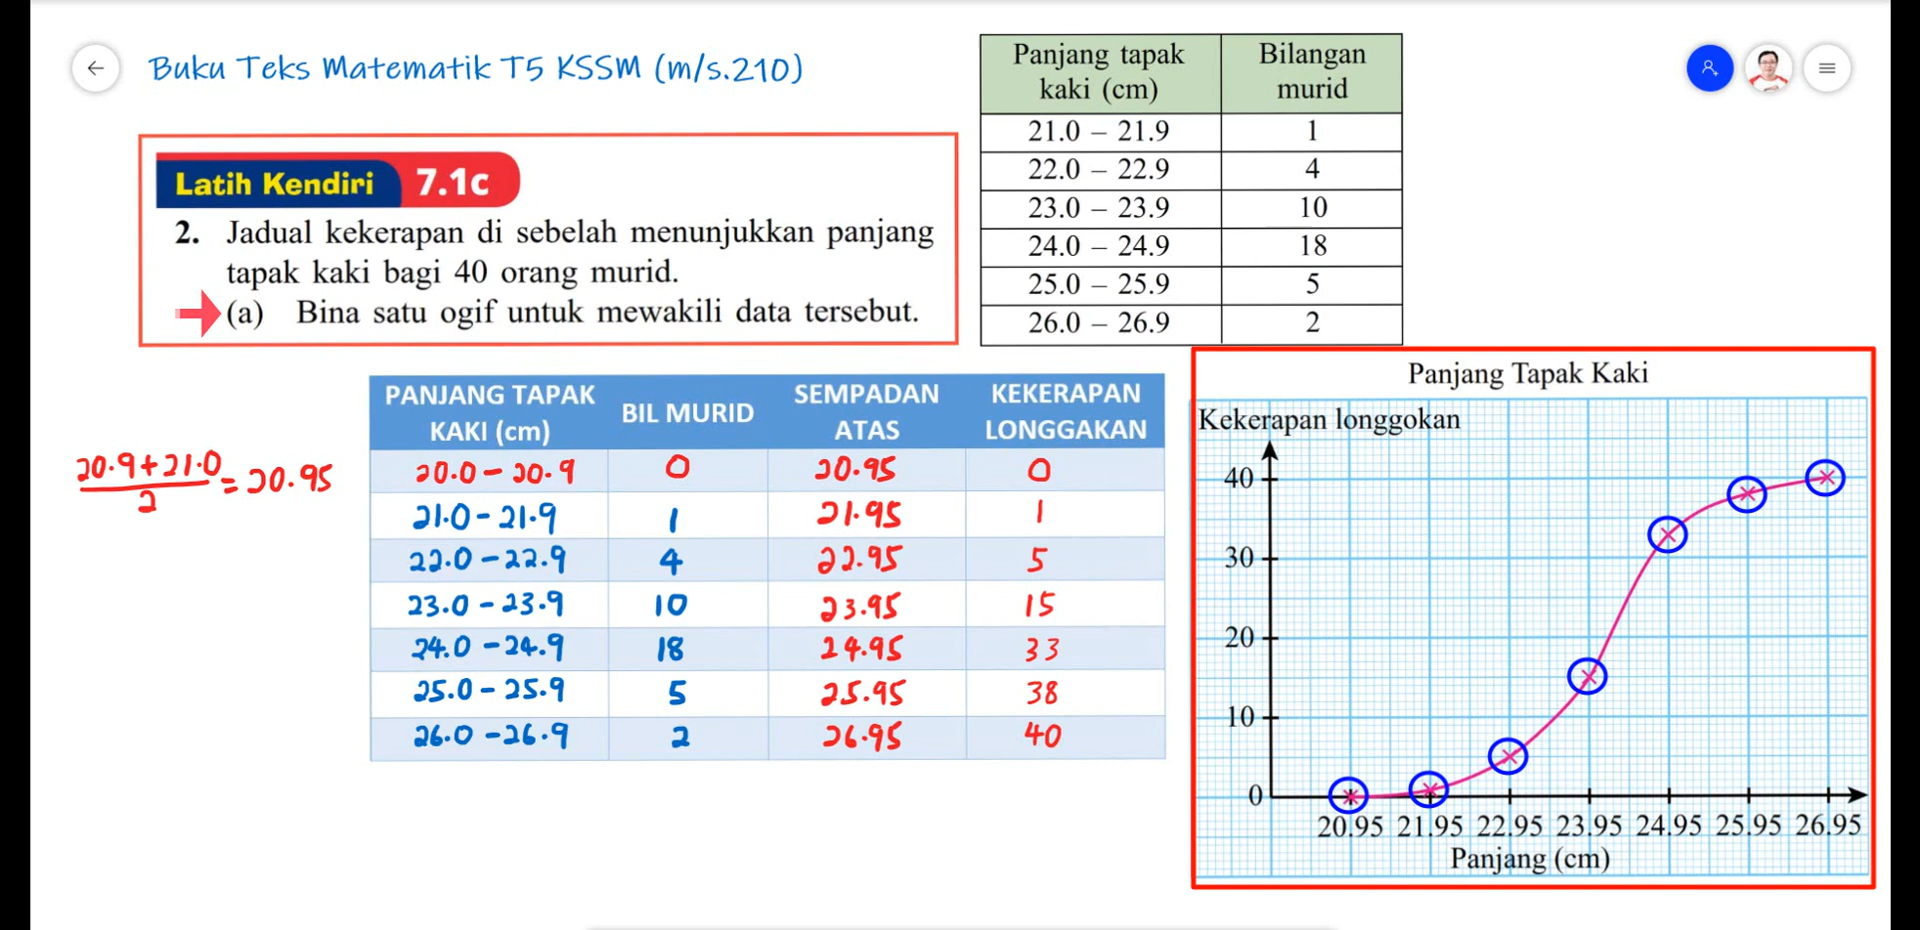 Buku Teks Matematik T5 KSSM (m/s.210)
Latih Kendiri 7.1c
2. Jadual kekerapan di sebelah menunjukkan panjang
tapak kaki bagi 40 orang murid.
(a) Bina satu ogif untuk mewakili data tersebut.
Panjang tapak kaki (cm) Bilangan murid
21.0 – 21.9 1
22.0 – 22.9 4
23.0 – 23.9 10
24.0 – 24.9 18
25.0 – 25.9 5
26.0 – 26.9 2
20.9+21.0
2
= 20.95
PANJANG TAPAK KAKI (cm) BIL MURID SEMPADAN ATAS KEKERAPAN LONGGAKAN
20.0 - 20.9 0 20.95 0
21.0 - 21.9 1 21.95 1
22.0 - 22.9 4 22.95 5
23.0 - 23.9 10 23.95 15
24.0 - 24.9 18 24.95 33
25.0 - 25.9 5 25.95 38
26.0 - 26.9 2 26.95 40
Panjang Tapak Kaki
Kekerapan longgokan
40
30
20
10
0
20.95 21.95 22.95 23.95 24.95 25.95 26.95
Panjang (cm)